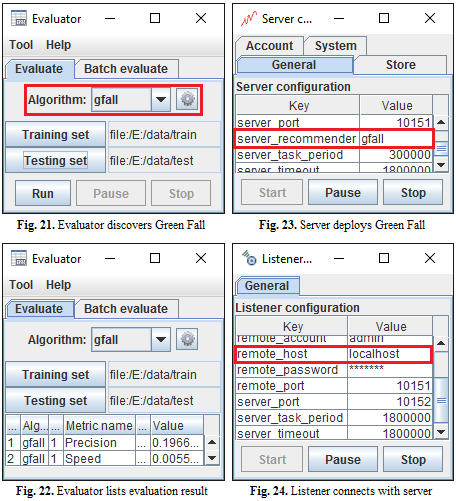 Evaluator
Tool Help
Evaluate Batch evaluate
Algorithm: gfall
Training set file:/E:/data/train
Testing set file:/E:/data/test
Run Pause Stop
Fig. 21. Evaluator discovers Green Fall
Server c...
Account System
General Store
Server configuration
Key Value
server_port 10151
server_recommender gfall
server_task_period 300000
server_timeout 1800000
Start Pause Stop
Fig. 23. Server deploys Green Fall
Evaluator
Tool Help
Evaluate Batch evaluate
Algorithm: gfall
Training set file:/E:/data/train
Testing set file:/E:/data/test
... Alg... ... Metric name ... Value
1 gfall 1 Precision 0.1966...
2 gfall 1 Speed 0.0055...
Fig. 22. Evaluator lists evaluation result
Listener...
General
Listener configuration
Key Value
remote_account admin
remote_host localhost
remote_password *******
remote_port 10151
server_port 10152
server_task_period 1800000
server_timeout 1800000
Start Pause Stop
Fig. 24. Listener connects with server